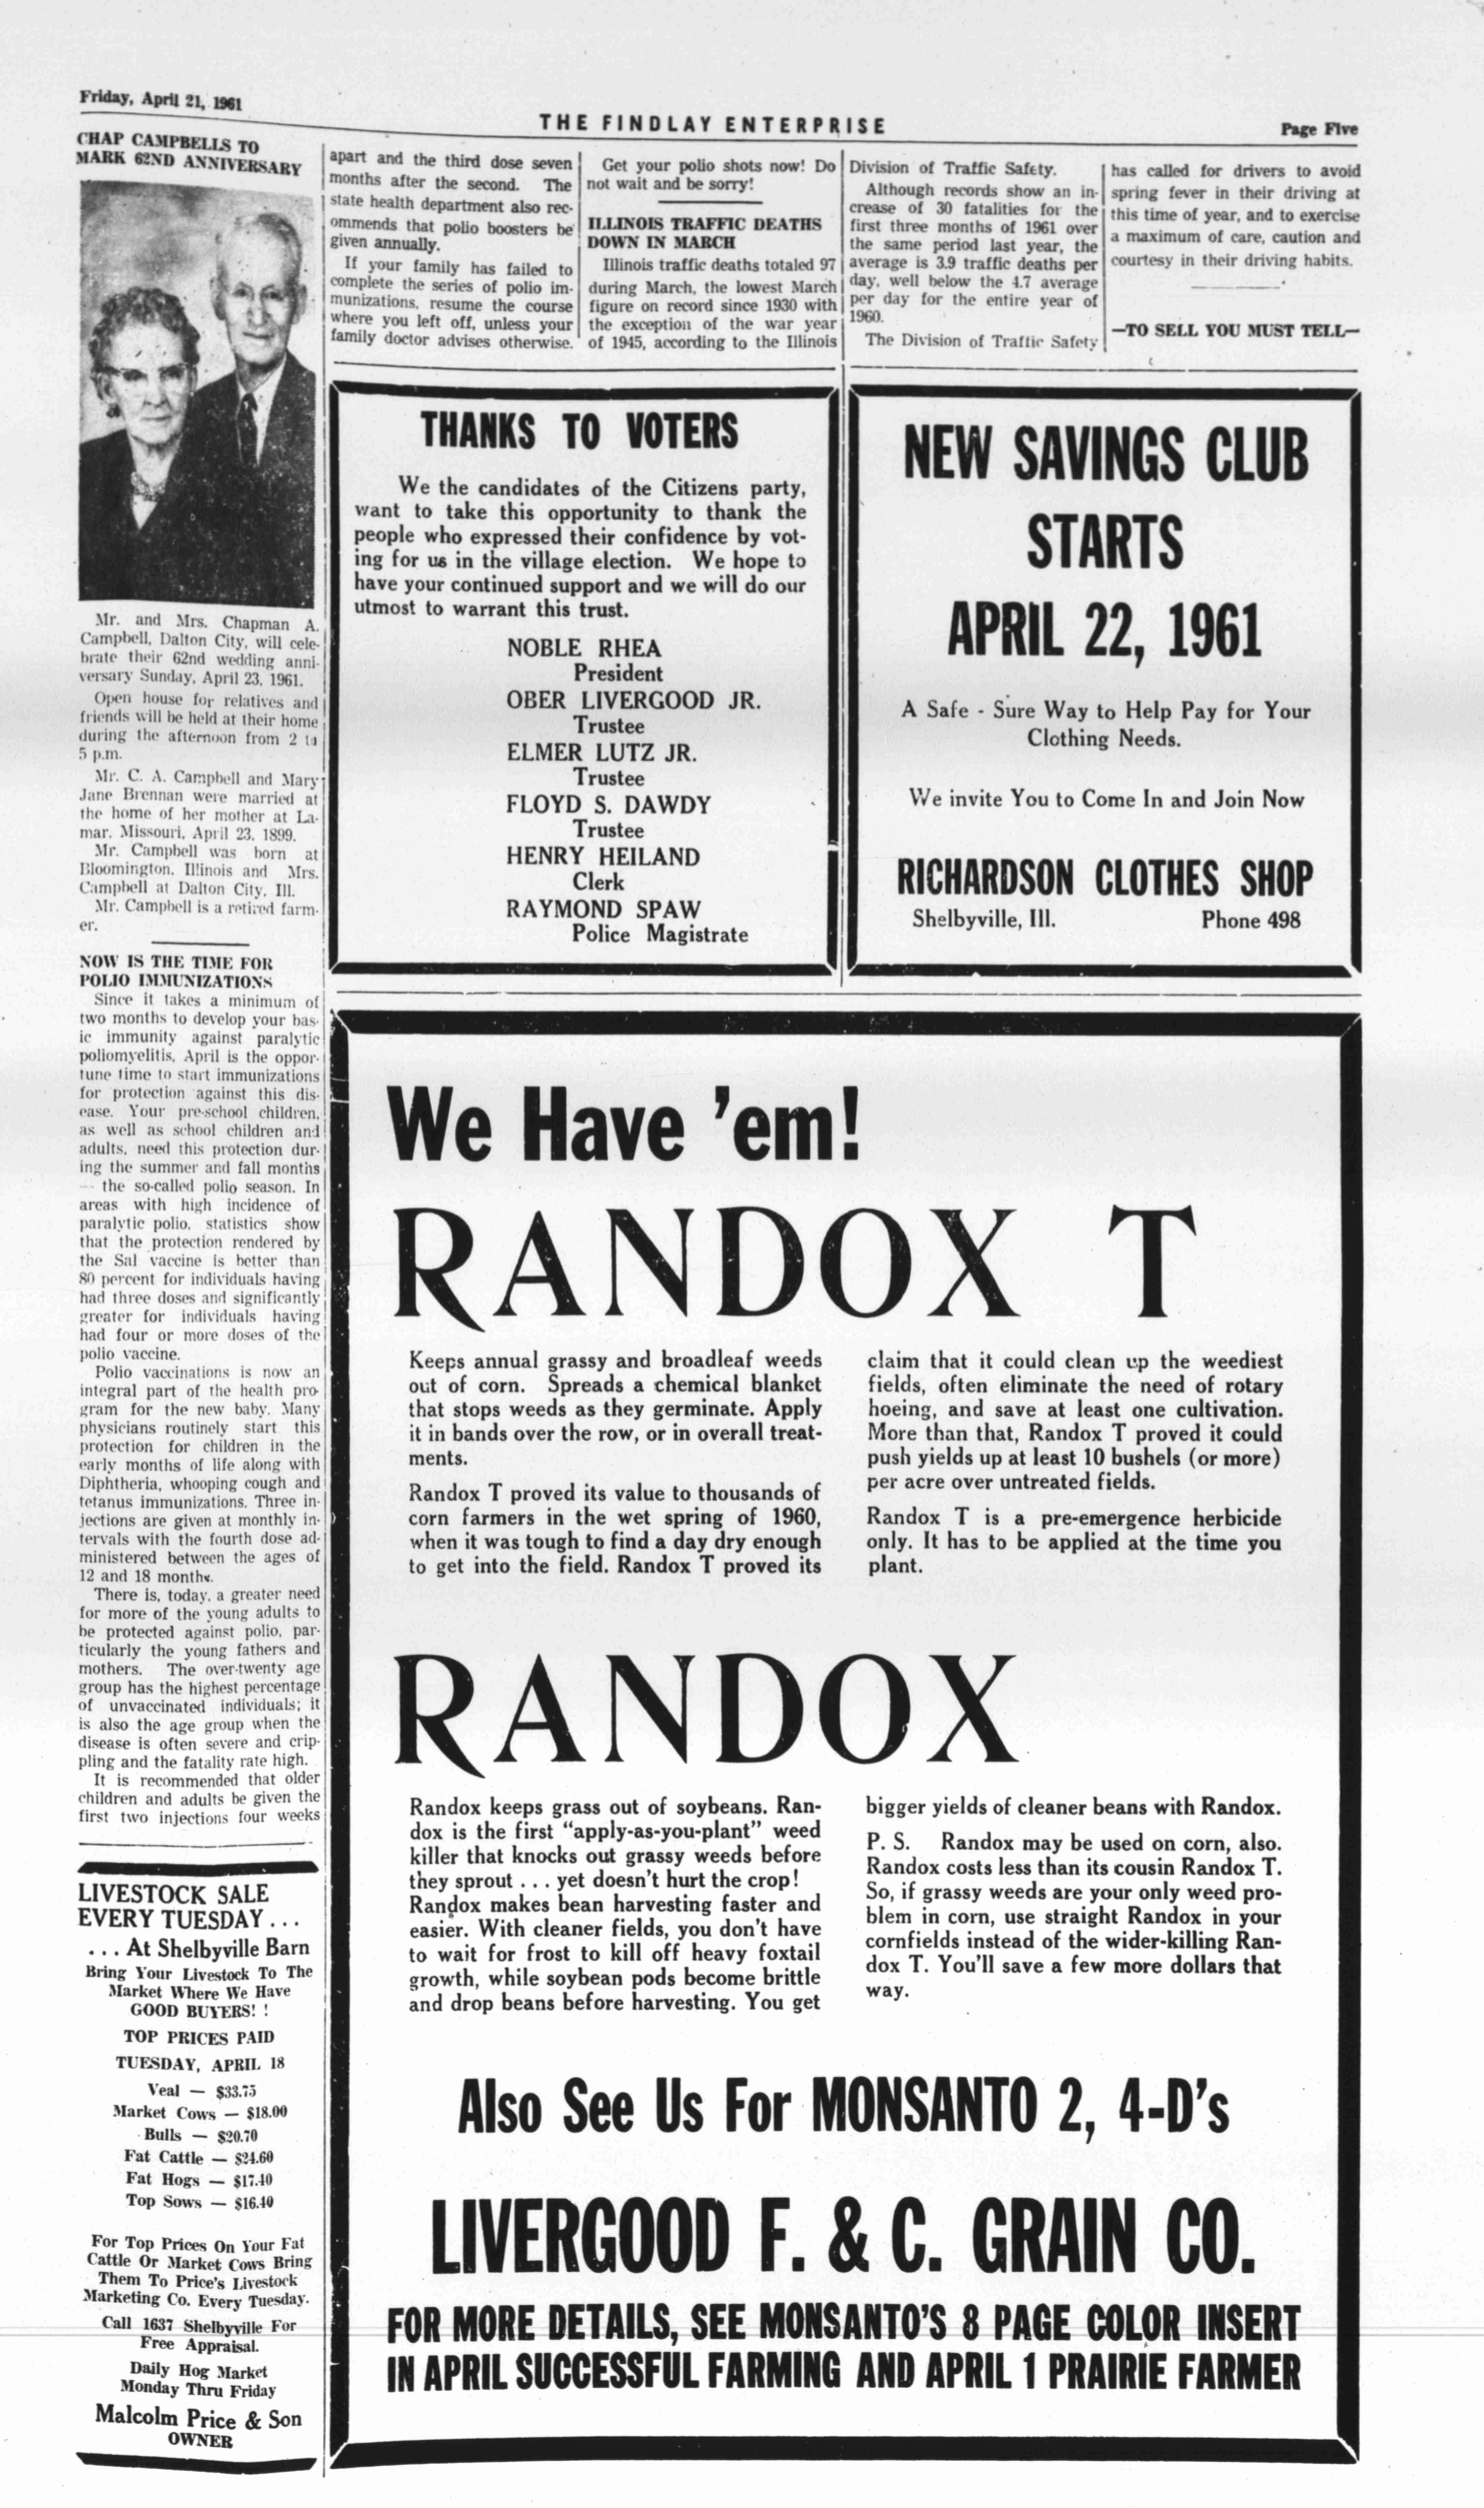 Friday, April 21, 1961
THE FINDLAY ENTERPRISE
Page Five
CHAP CAMPBELLS TO
MARK 62ND ANNIVERSARY
Mr. and Mrs. Chapman A.
Campbell, Dalton City, will cele-
brate their 62nd wedding anni-
versary Sunday, April 23, 1961.
Open house for relatives and
friends will be held at their home
during the afternoon from 2 to
5 p.m.
Mr. C. A. Campbell and Mary
Jane Brennan were married at
the home of her mother at La-
mar, Missouri, April 23, 1899.
Mr. Campbell was born at
Bloomington, Illinois and Mrs.
Campbell at Dalton City, Ill.
Mr. Campbell is a retired farm-
er.
NOW IS THE TIME FOR
POLIO IMMUNIZATIONS
Since it takes a minimum of
two months to develop your bas-
ic immunity against paralytic
poliomyelitis, April is the oppor-
tune time to start immunizations
for protection against this dis-
ease. Your pre-school children,
as well as school children and
adults, need this protection dur-
ing the summer and fall months
— the so-called polio season. In
areas with high incidence of
paralytic polio, statistics show
that the protection rendered by
the Sal vaccine is better than
80 percent for individuals having
had three doses and significantly
greater for individuals having
had four or more doses of the
polio vaccine.
Polio vaccinations is now an
integral part of the health pro-
gram for the new baby. Many
physicians routinely start this
protection for children in the
early months of life along with
Diphtheria, whooping cough and
tetanus immunizations. Three in-
jections are given at monthly in-
tervals with the fourth dose ad-
ministered between the ages of
12 and 18 months.
There is, today, a greater need
for more of the young adults to
be protected against polio, par-
ticularly the young fathers and
mothers. The over-twenty age
group has the highest percentage
of unvaccinated individuals; it
is also the age group when the
disease is often severe and crip-
pling and the fatality rate high.
It is recommended that older
children and adults be given the
first two injections four weeks
apart and the third dose seven
months after the second. The
state health department also rec-
ommends that polio boosters be
given annually.
If your family has failed to
complete the series of polio im-
munizations, resume the course
where you left off, unless your
family doctor advises otherwise.
Get your polio shots now! Do
not wait and be sorry!
ILLINOIS TRAFFIC DEATHS
DOWN IN MARCH
Illinois traffic deaths totaled 97
during March, the lowest March
figure on record since 1930 with
the exception of the war year
of 1945, according to the Illinois
Division of Traffic Safety.
Although records show an in-
crease of 30 fatalities for the
first three months of 1961 over
the same period last year, the
average is 3.9 traffic deaths per
day, well below the 4.7 average
per day for the entire year of
1960.
The Division of Traffic Safety
has called for drivers to avoid
spring fever in their driving at
this time of year, and to exercise
a maximum of care, caution and
courtesy in their driving habits.
—TO SELL YOU MUST TELL—
THANKS TO VOTERS
We the candidates of the Citizens party,
want to take this opportunity to thank the
people who expressed their confidence by vot-
ing for us in the village election. We hope to
have your continued support and we will do our
utmost to warrant this trust.
NOBLE RHEA
President
OBER LIVERGOOD JR.
Trustee
ELMER LUTZ JR.
Trustee
FLOYD S. DAWDY
Trustee
HENRY HEILAND
Clerk
RAYMOND SPAW
Police Magistrate
NEW SAVINGS CLUB
STARTS
APRIL 22, 1961
A Safe - Sure Way to Help Pay for Your
Clothing Needs.
We invite You to Come In and Join Now
RICHARDSON CLOTHES SHOP
Shelbyville, Ill. Phone 498
We Have 'em!
RANDOX T
Keeps annual grassy and broadleaf weeds
out of corn. Spreads a chemical blanket
that stops weeds as they germinate. Apply
it in bands over the row, or in overall treat-
ments.
Randox T proved its value to thousands of
corn farmers in the wet spring of 1960,
when it was tough to find a day dry enough
to get into the field. Randox T proved its
claim that it could clean up the weediest
fields, often eliminate the need of rotary
hoeing, and save at least one cultivation.
More than that, Randox T proved it could
push yields up at least 10 bushels (or more)
per acre over untreated fields.
Randox T is a pre-emergence herbicide
only. It has to be applied at the time you
plant.
RANDOX
Randox keeps grass out of soybeans. Ran-
dox is the first "apply-as-you-plant" weed
killer that knocks out grassy weeds before
they sprout . . . yet doesn't hurt the crop!
Randox makes bean harvesting faster and
easier. With cleaner fields, you don't have
to wait for frost to kill off heavy foxtail
growth, while soybean pods become brittle
and drop beans before harvesting. You get
bigger yields of cleaner beans with Randox.
P. S. Randox may be used on corn, also.
Randox costs less than its cousin Randox T.
So, if grassy weeds are your only weed pro-
blem in corn, use straight Randox in your
cornfields instead of the wider-killing Ran-
dox T. You'll save a few more dollars that
way.
Also See Us For MONSANTO 2, 4-D's
LIVERGOOD F. & C. GRAIN CO.
FOR MORE DETAILS, SEE MONSANTO'S 8 PAGE COLOR INSERT
IN APRIL SUCCESSFUL FARMING AND APRIL 1 PRAIRIE FARMER
LIVESTOCK SALE
EVERY TUESDAY . . .
. . . At Shelbyville Barn
Bring Your Livestock To The
Market Where We Have
GOOD BUYERS! !
TOP PRICES PAID
TUESDAY, APRIL 18
Veal — $33.75
Market Cows — $18.00
Bulls — $20.70
Fat Cattle — $24.60
Fat Hogs — $17.40
Top Sows — $16.40
For Top Prices On Your Fat
Cattle Or Market Cows Bring
Them To Price's Livestock
Marketing Co. Every Tuesday.
Call 1637 Shelbyville For
Free Appraisal.
Daily Hog Market
Monday Thru Friday
Malcolm Price & Son
OWNER